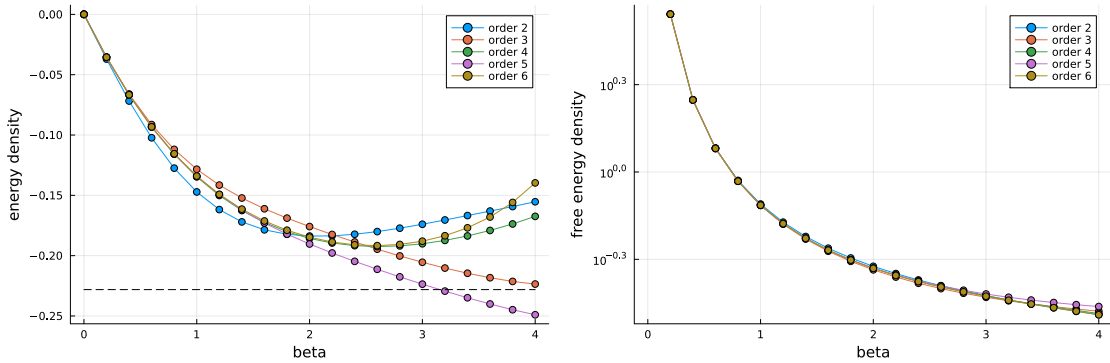 energy density
0.00
−0.05
−0.10
−0.15
−0.20
−0.25
0
1
2
3
4
beta
order 2
order 3
order 4
order 5
order 6
free energy density
10^0.3
10^0.0
10^−0.3
0
1
2
3
4
beta
order 2
order 3
order 4
order 5
order 6